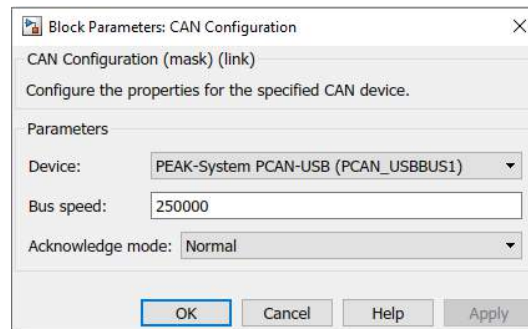 Block Parameters: CAN Configuration
CAN Configuration (mask) (link)
Configure the properties for the specified CAN device.
Parameters
Device: PEAK-System PCAN-USB (PCAN_USBBUS1)
Bus speed: 250000
Acknowledge mode: Normal
OK Cancel Help Apply